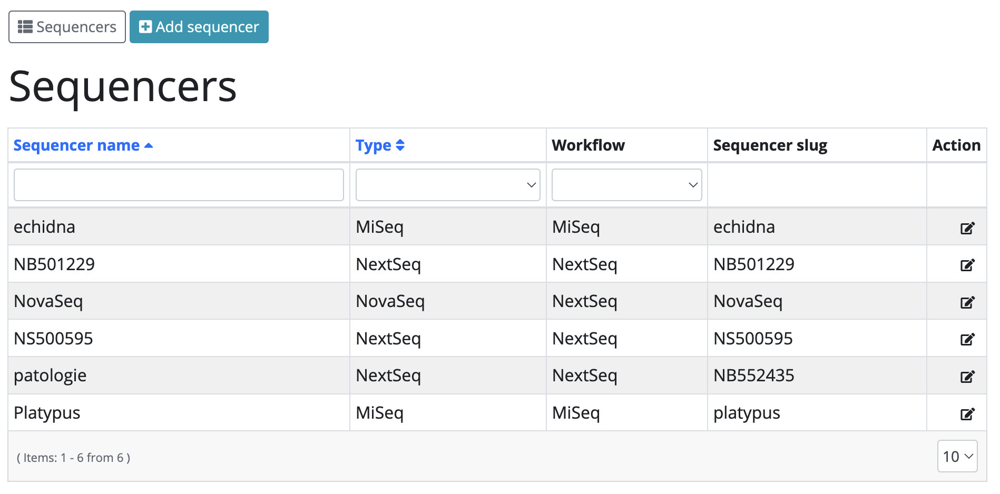 Sequencers Add sequencer
Sequencers
Sequencer name Type Workflow Sequencer slug Action
echidna MiSeq MiSeq echidna
NB501229 NextSeq NextSeq NB501229
NovaSeq NovaSeq NextSeq NovaSeq
NS500595 NextSeq NextSeq NS500595
patologie NextSeq NextSeq NB552435
Platypus MiSeq MiSeq platypus
( Items: 1 - 6 from 6 ) 10